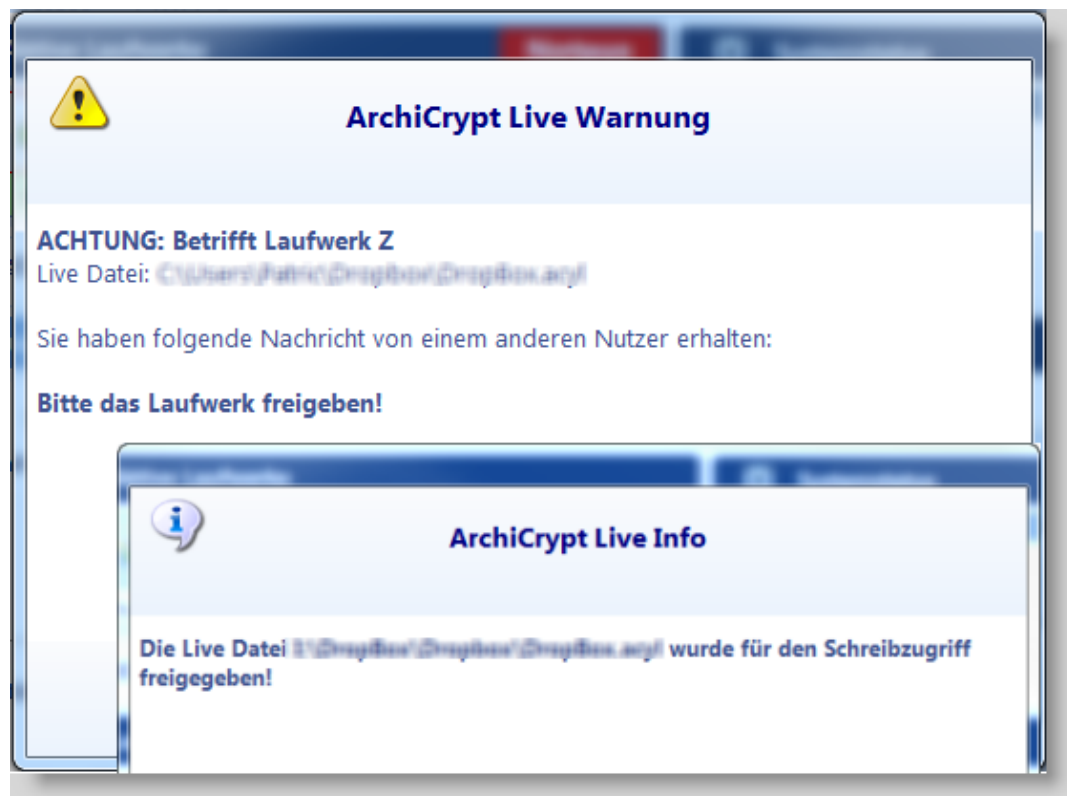 ArchiCrypt Live Warnung
ACHTUNG: Betrifft Laufwerk Z
Live Datei:
Sie haben folgende Nachricht von einem anderen Nutzer erhalten:
Bitte das Laufwerk freigeben!
ArchiCrypt Live Info
Die Live Datei wurde für den Schreibzugriff
freigegeben!